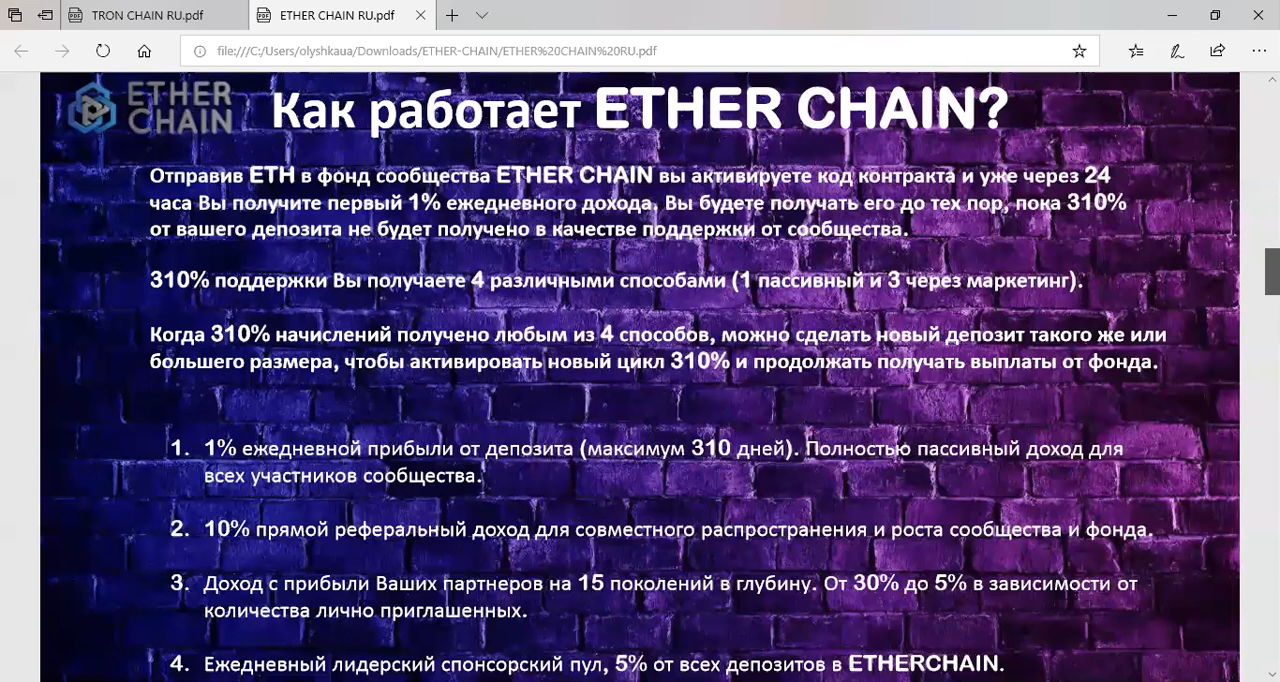 TRON CHAIN RU.pdf
ETHER CHAIN RU.pdf
file:///C:/Users/olyshkaua/Downloads/ETHER-CHAIN/ETHER%20CHAIN%20RU.pdf
ETHER
CHAIN
Как работает ETHER CHAIN?
Отправив ETH в фонд сообщества ETHER CHAIN вы активируете код контракта и уже через 24
часа Вы получите первый 1% ежедневного дохода. Вы будете получать его до тех пор, пока 310%
от вашего депозита не будет получено в качестве поддержки от сообщества.
310% поддержки Вы получаете 4 различными способами (1 пассивный и 3 через маркетинг).
Когда 310% начислений получено любым из 4 способов, можно сделать новый депозит такого же или
большего размера, чтобы активировать новый цикл 310% и продолжать получать выплаты от фонда.
1. 1% ежедневной прибыли от депозита (максимум 310 дней). Полностью пассивный доход для
всех участников сообщества.
2. 10% прямой реферальный доход для совместного распространения и роста сообщества и фонда.
3. Доход с прибыли Ваших партнеров на 15 поколений в глубину. От 30% до 5% в зависимости от
количества лично приглашенных.
4. Ежедневный лидерский спонсорский пул, 5% от всех депозитов в ETHERCHAIN.